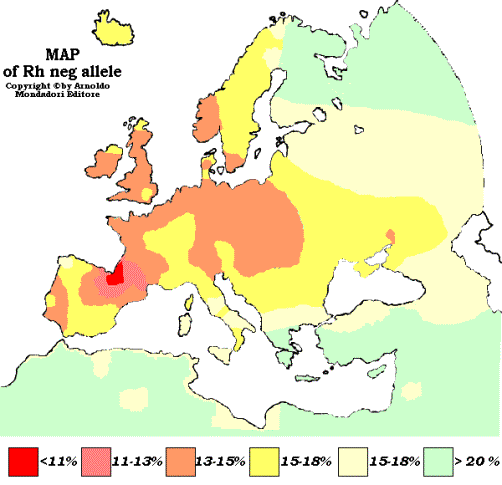 MAP
of Rh neg allele
Copyright © by Arnoldo
Mondadori Editore
<11% 11-13% 13-15% 15-18% 15-18% > 20 %